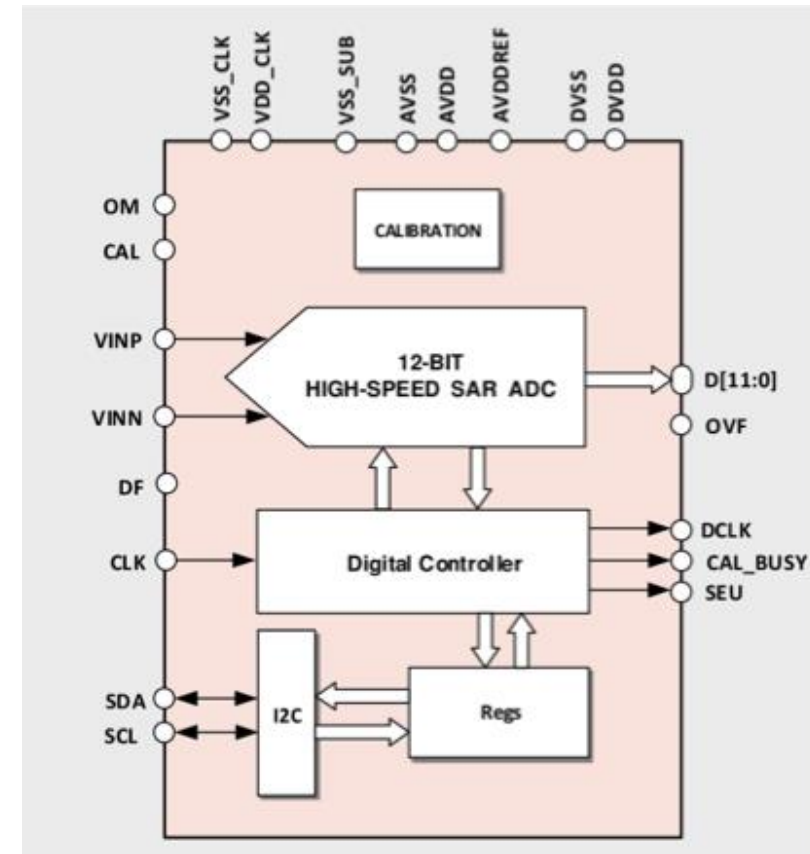 VSS_CLK
VDD_CLK
VSS_SUB
AVSS
AVDD
AVDDREF
DVSS
DVDD
OM
CALIBRATION
CAL
VINP
12-BIT
HIGH-SPEED SAR ADC
D[11:0]
VINN
OVF
DF
DCLK
CLK
Digital Controller
CAL_BUSY
SEU
SDA
I2C
Regs
SCL